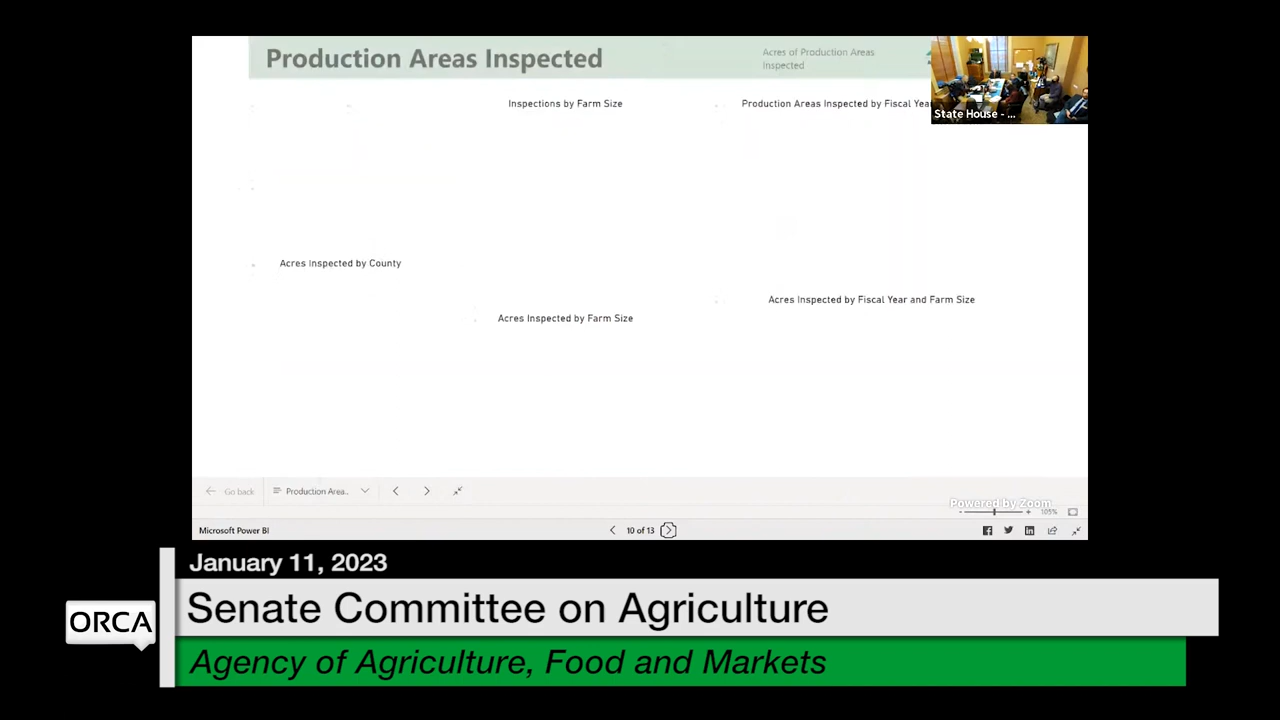 Production Areas Inspected
Acres of Production Areas
Inspected
Inspections by Farm Size
Production Areas Inspected by Fiscal Year
State House - ...
Acres Inspected by County
Acres Inspected by Fiscal Year and Farm Size
Acres Inspected by Farm Size
Go back
Production Area..
Powered by Zoom
105%
Microsoft Power BI
10 of 13
January 11, 2023
Senate Committee on Agriculture
ORCA
Agency of Agriculture, Food and Markets